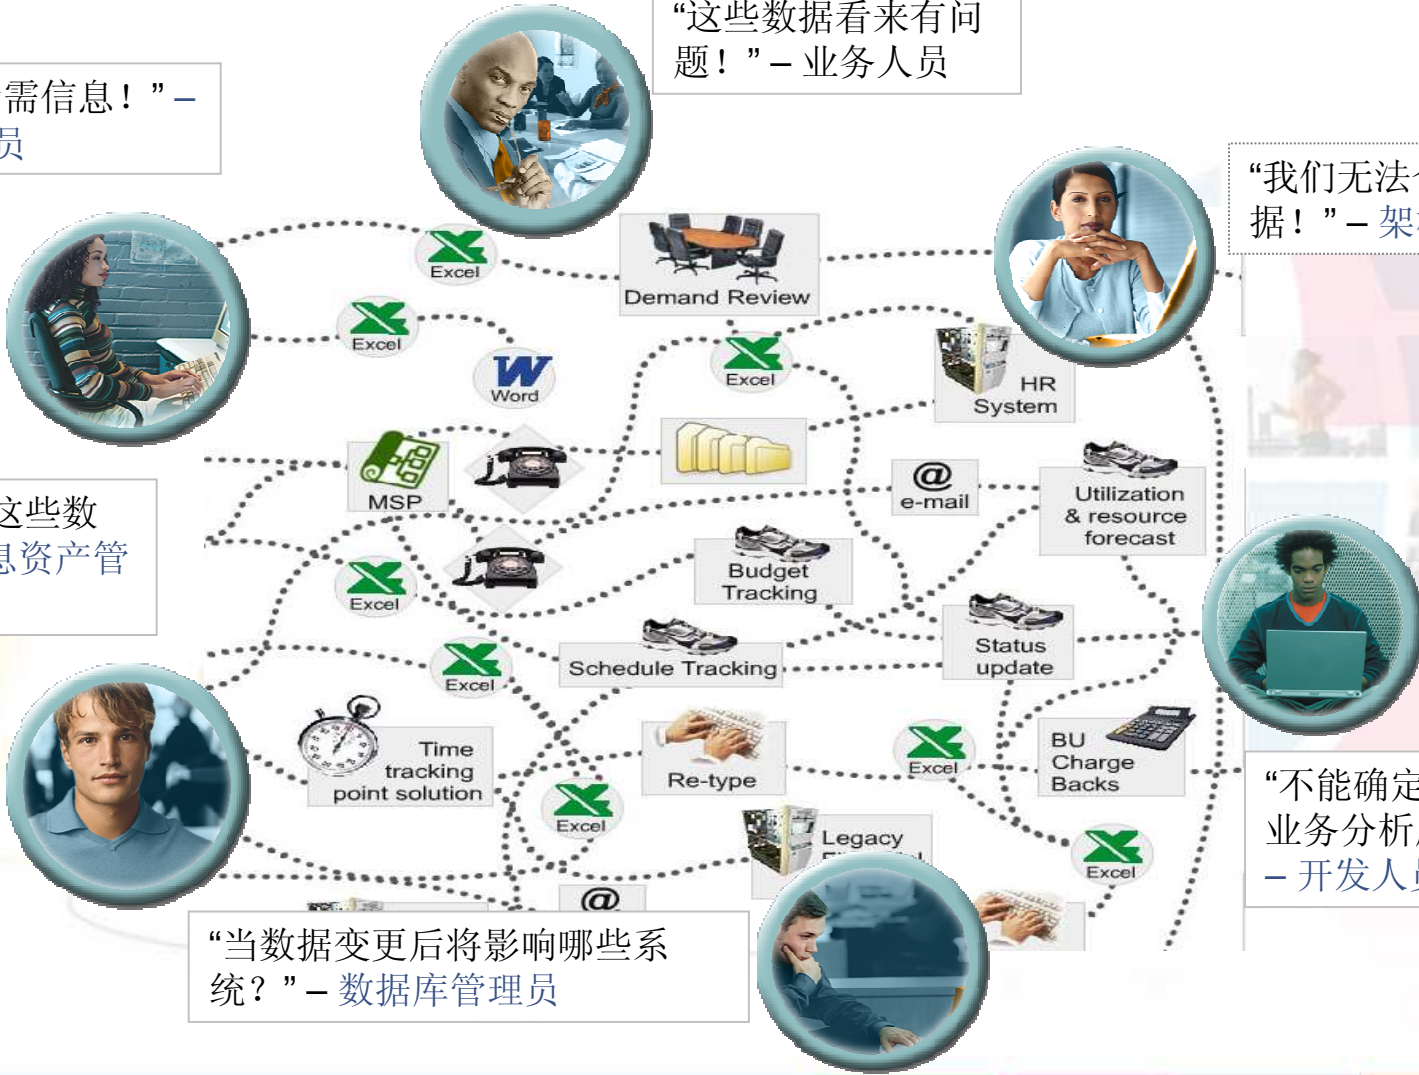 “这些数据看来有问
题！” – 业务人员
需信息！” –
员
“我们无法
据！” – 架
Excel
Demand Review
Excel
Word
Excel
HR
System
MSP
@
e-mail
Utilization
& resource
forecast
这些数
息资产管
Budget
Tracking
Excel
Status
update
Schedule Tracking
Excel
Time
tracking
point solution
Re-type
Excel
BU
Charge
Backs
“不能确定
业务分析
– 开发人员
Excel
Legacy
Excel
@
“当数据变更后将影响哪些系
统？” – 数据库管理员